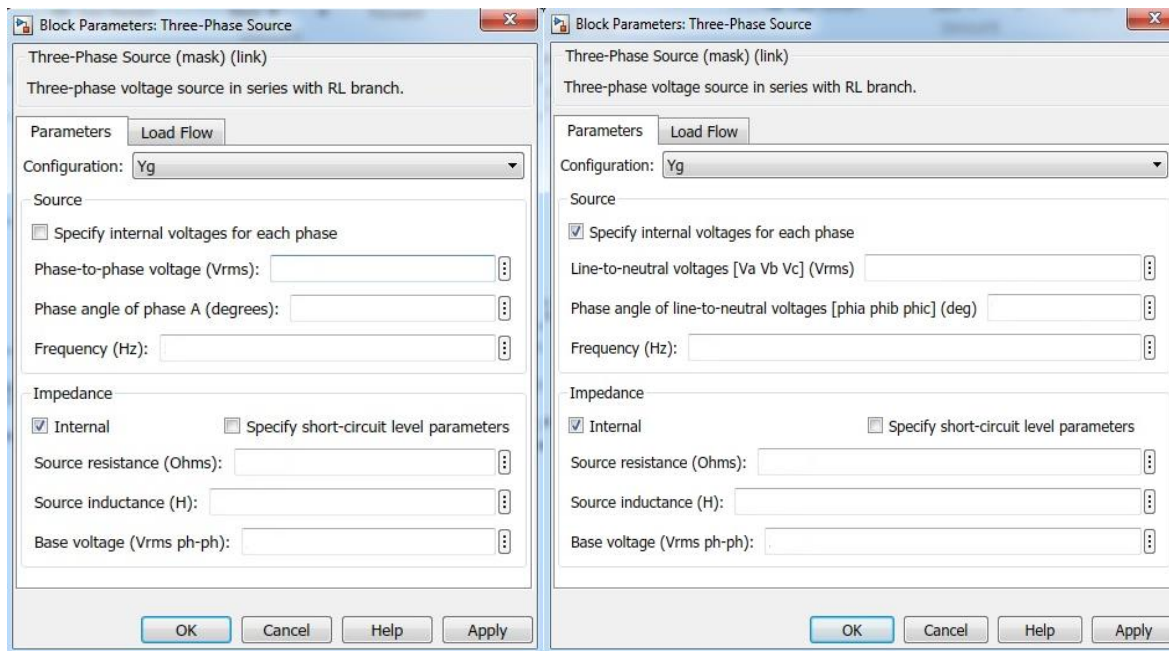 Block Parameters: Three-Phase Source
Three-Phase Source (mask) (link)
Three-phase voltage source in series with RL branch.
Parameters Load Flow
Configuration: Yg
Source
Specify internal voltages for each phase
Phase-to-phase voltage (Vrms):
Phase angle of phase A (degrees):
Frequency (Hz):
Impedance
Internal Specify short-circuit level parameters
Source resistance (Ohms):
Source inductance (H):
Base voltage (Vrms ph-ph):
OK Cancel Help Apply
Block Parameters: Three-Phase Source
Three-Phase Source (mask) (link)
Three-phase voltage source in series with RL branch.
Parameters Load Flow
Configuration: Yg
Source
Specify internal voltages for each phase
Line-to-neutral voltages [Va Vb Vc] (Vrms)
Phase angle of line-to-neutral voltages [phia phib phic] (deg)
Frequency (Hz):
Impedance
Internal Specify short-circuit level parameters
Source resistance (Ohms):
Source inductance (H):
Base voltage (Vrms ph-ph):
OK Cancel Help Apply